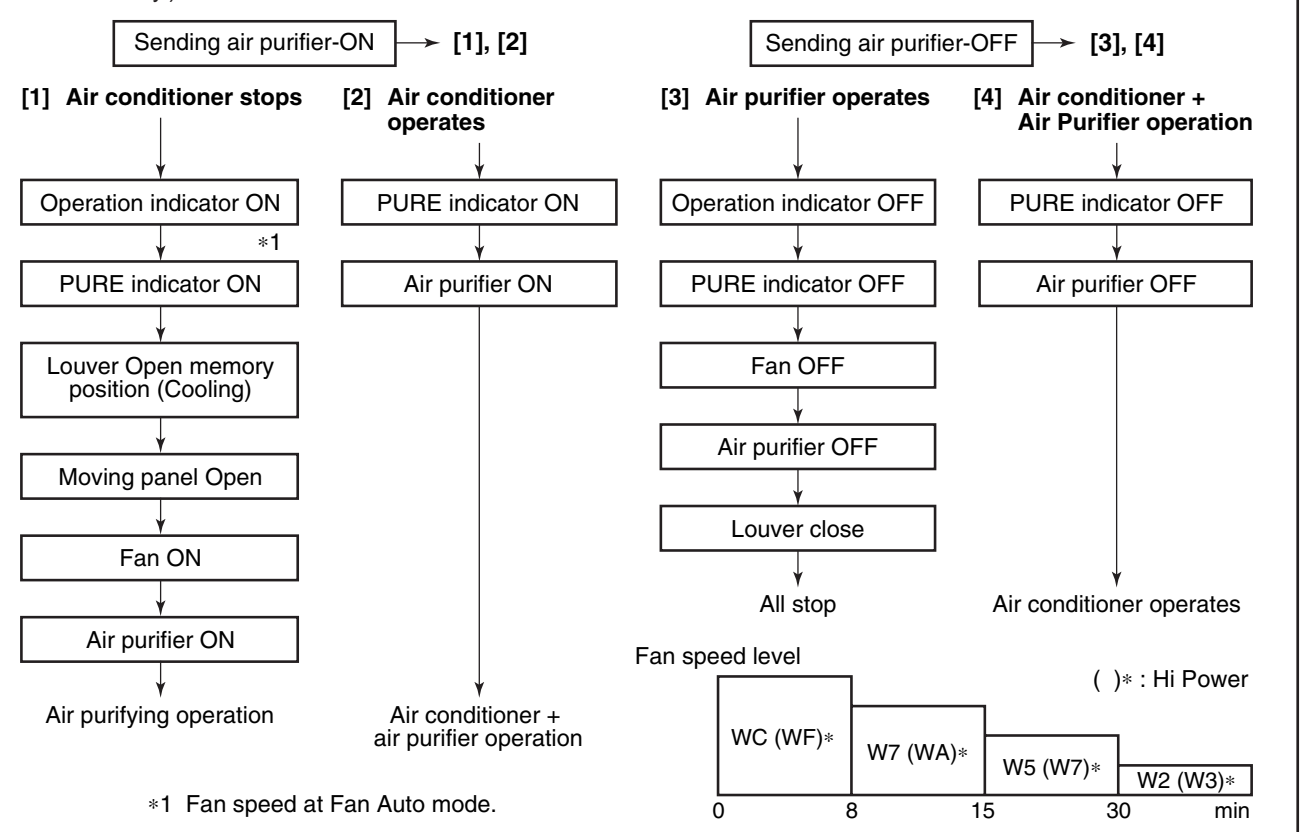 Sending air purifier-ON
[1], [2]
[1] Air conditioner stops
Operation indicator ON
*1
PURE indicator ON
Louver Open memory
position (Cooling)
Moving panel Open
Fan ON
Air purifier ON
Air purifying operation
[2] Air conditioner
operates
PURE indicator ON
Air purifier ON
Air conditioner +
air purifier operation
*1 Fan speed at Fan Auto mode.
Sending air purifier-OFF
[3], [4]
[3] Air purifier operates
Operation indicator OFF
PURE indicator OFF
Fan OFF
Air purifier OFF
Louver close
All stop
[4] Air conditioner +
Air Purifier operation
PURE indicator OFF
Air purifier OFF
Air conditioner operates
Fan speed level
( )* : Hi Power
WC (WF)*
W7 (WA)*
W5 (W7)*
W2 (W3)*
0 8 15 30 min